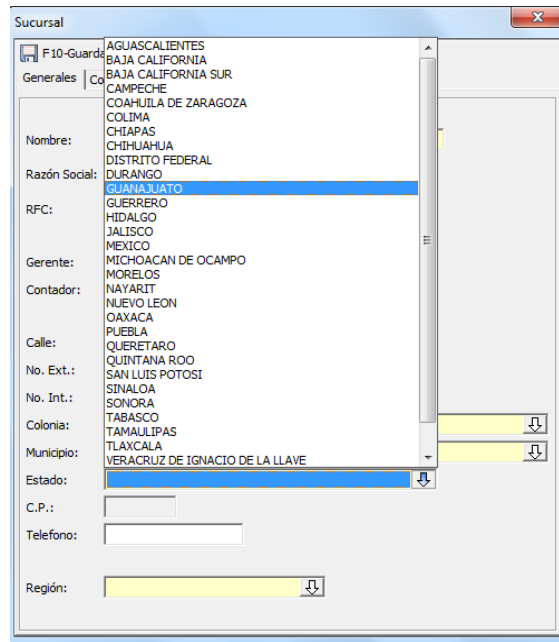 Sucursal
F10-Guarda
Generales
Co
AGUASCALIENTES
BAJA CALIFORNIA
BAJA CALIFORNIA SUR
CAMPECHE
COAHUILA DE ZARAGOZA
COLIMA
CHIAPAS
CHIHUAHUA
DISTRITO FEDERAL
DURANGO
GUANAJUATO
GUERRERO
HIDALGO
JALISCO
MEXICO
MICHOACAN DE OCAMPO
MORELOS
NAYARIT
NUEVO LEON
OAXACA
PUEBLA
QUERETARO
QUINTANA ROO
SAN LUIS POTOSI
SINALOA
SONORA
TABASCO
TAMAULIPAS
TLAXCALA
VERACRUZ DE IGNACIO DE LA LLAVE
Nombre:
Razón Social:
RFC:
Gerente:
Contador:
Calle:
No. Ext.:
No. Int.:
Colonia:
Municipio:
Estado:
C.P.:
Telefono:
Región: